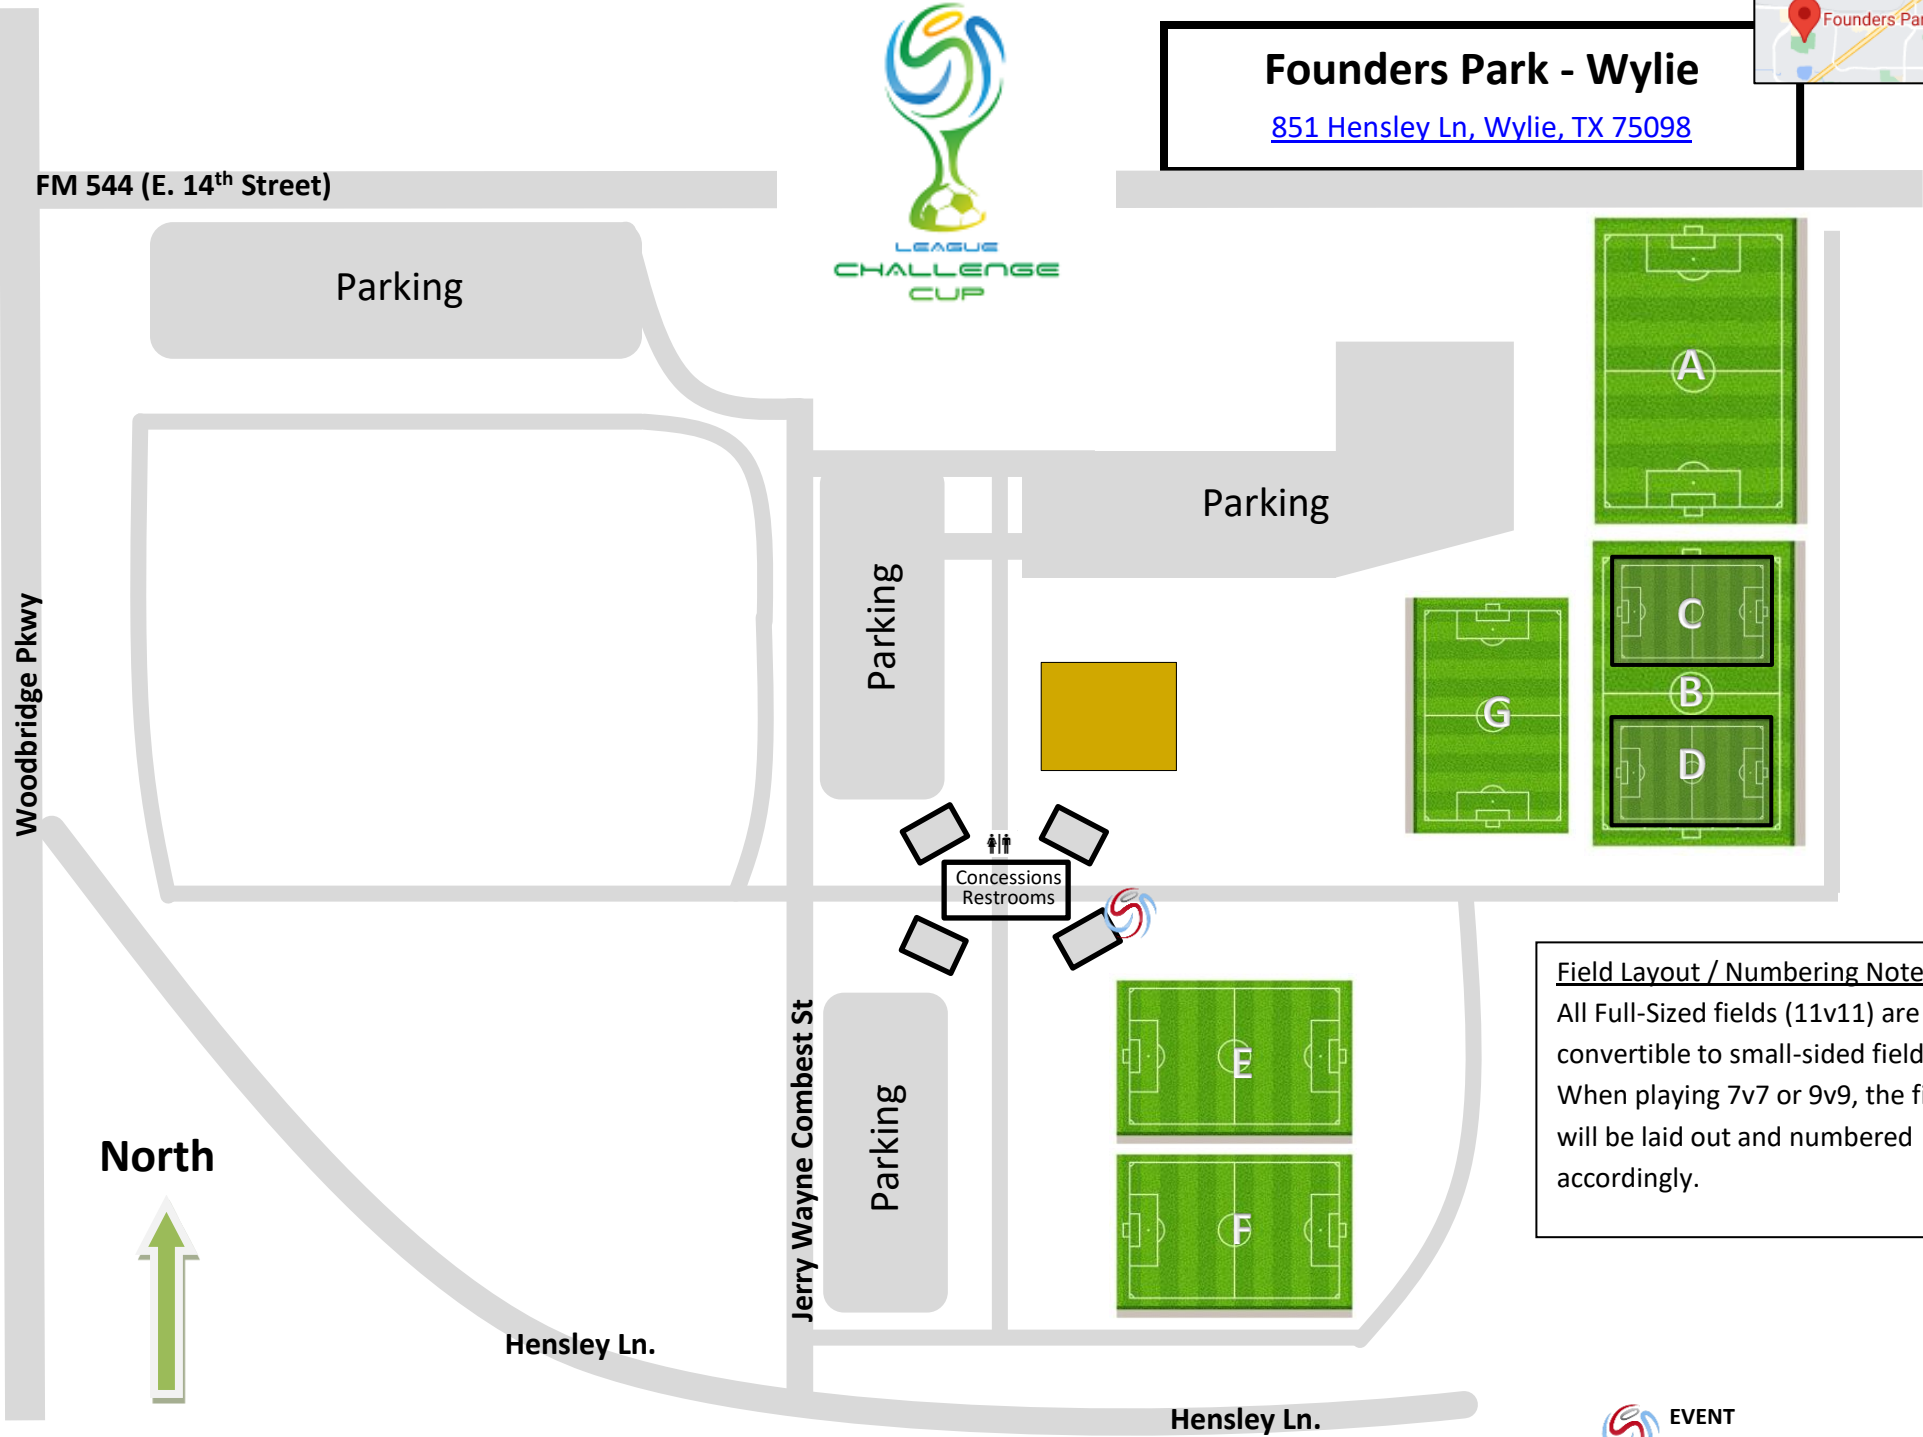 Founders Park - Wylie
851 Hensley Ln, Wylie, TX 75098
Founders Par
FM 544 (E. 14th Street)
LEAGUE
CHALLENGE
CUP
Parking
Parking
Parking
Parking
Woodbridge Pkwy
Jerry Wayne Combest St
A
C
B
D
G
E
F
Concessions
Restrooms
Field Layout / Numbering Note
All Full-Sized fields (11v11) are
convertible to small-sided field
When playing 7v7 or 9v9, the fi
will be laid out and numbered
accordingly.
North
Hensley Ln.
Hensley Ln.
EVENT